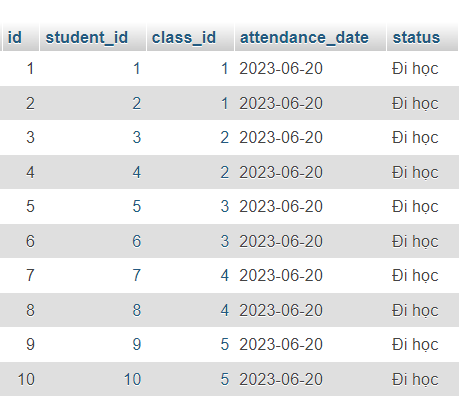 id student_id class_id attendance_date status
1 1 1 2023-06-20 Đi học
2 2 1 2023-06-20 Đi học
3 3 2 2023-06-20 Đi học
4 4 2 2023-06-20 Đi học
5 5 3 2023-06-20 Đi học
6 6 3 2023-06-20 Đi học
7 7 4 2023-06-20 Đi học
8 8 4 2023-06-20 Đi học
9 9 5 2023-06-20 Đi học
10 10 5 2023-06-20 Đi học